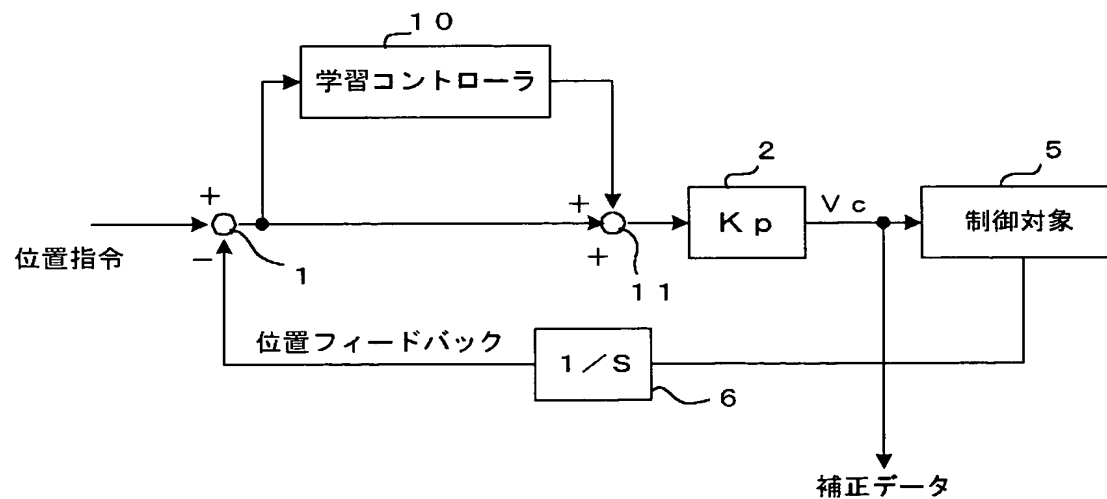 １０
学習コントローラ
２
５
＋
＋
Ｋｐ
Ｖｃ
制御対象
位置指令
－
１
＋
１１
位置フィードバック
１／Ｓ
６
補正データ